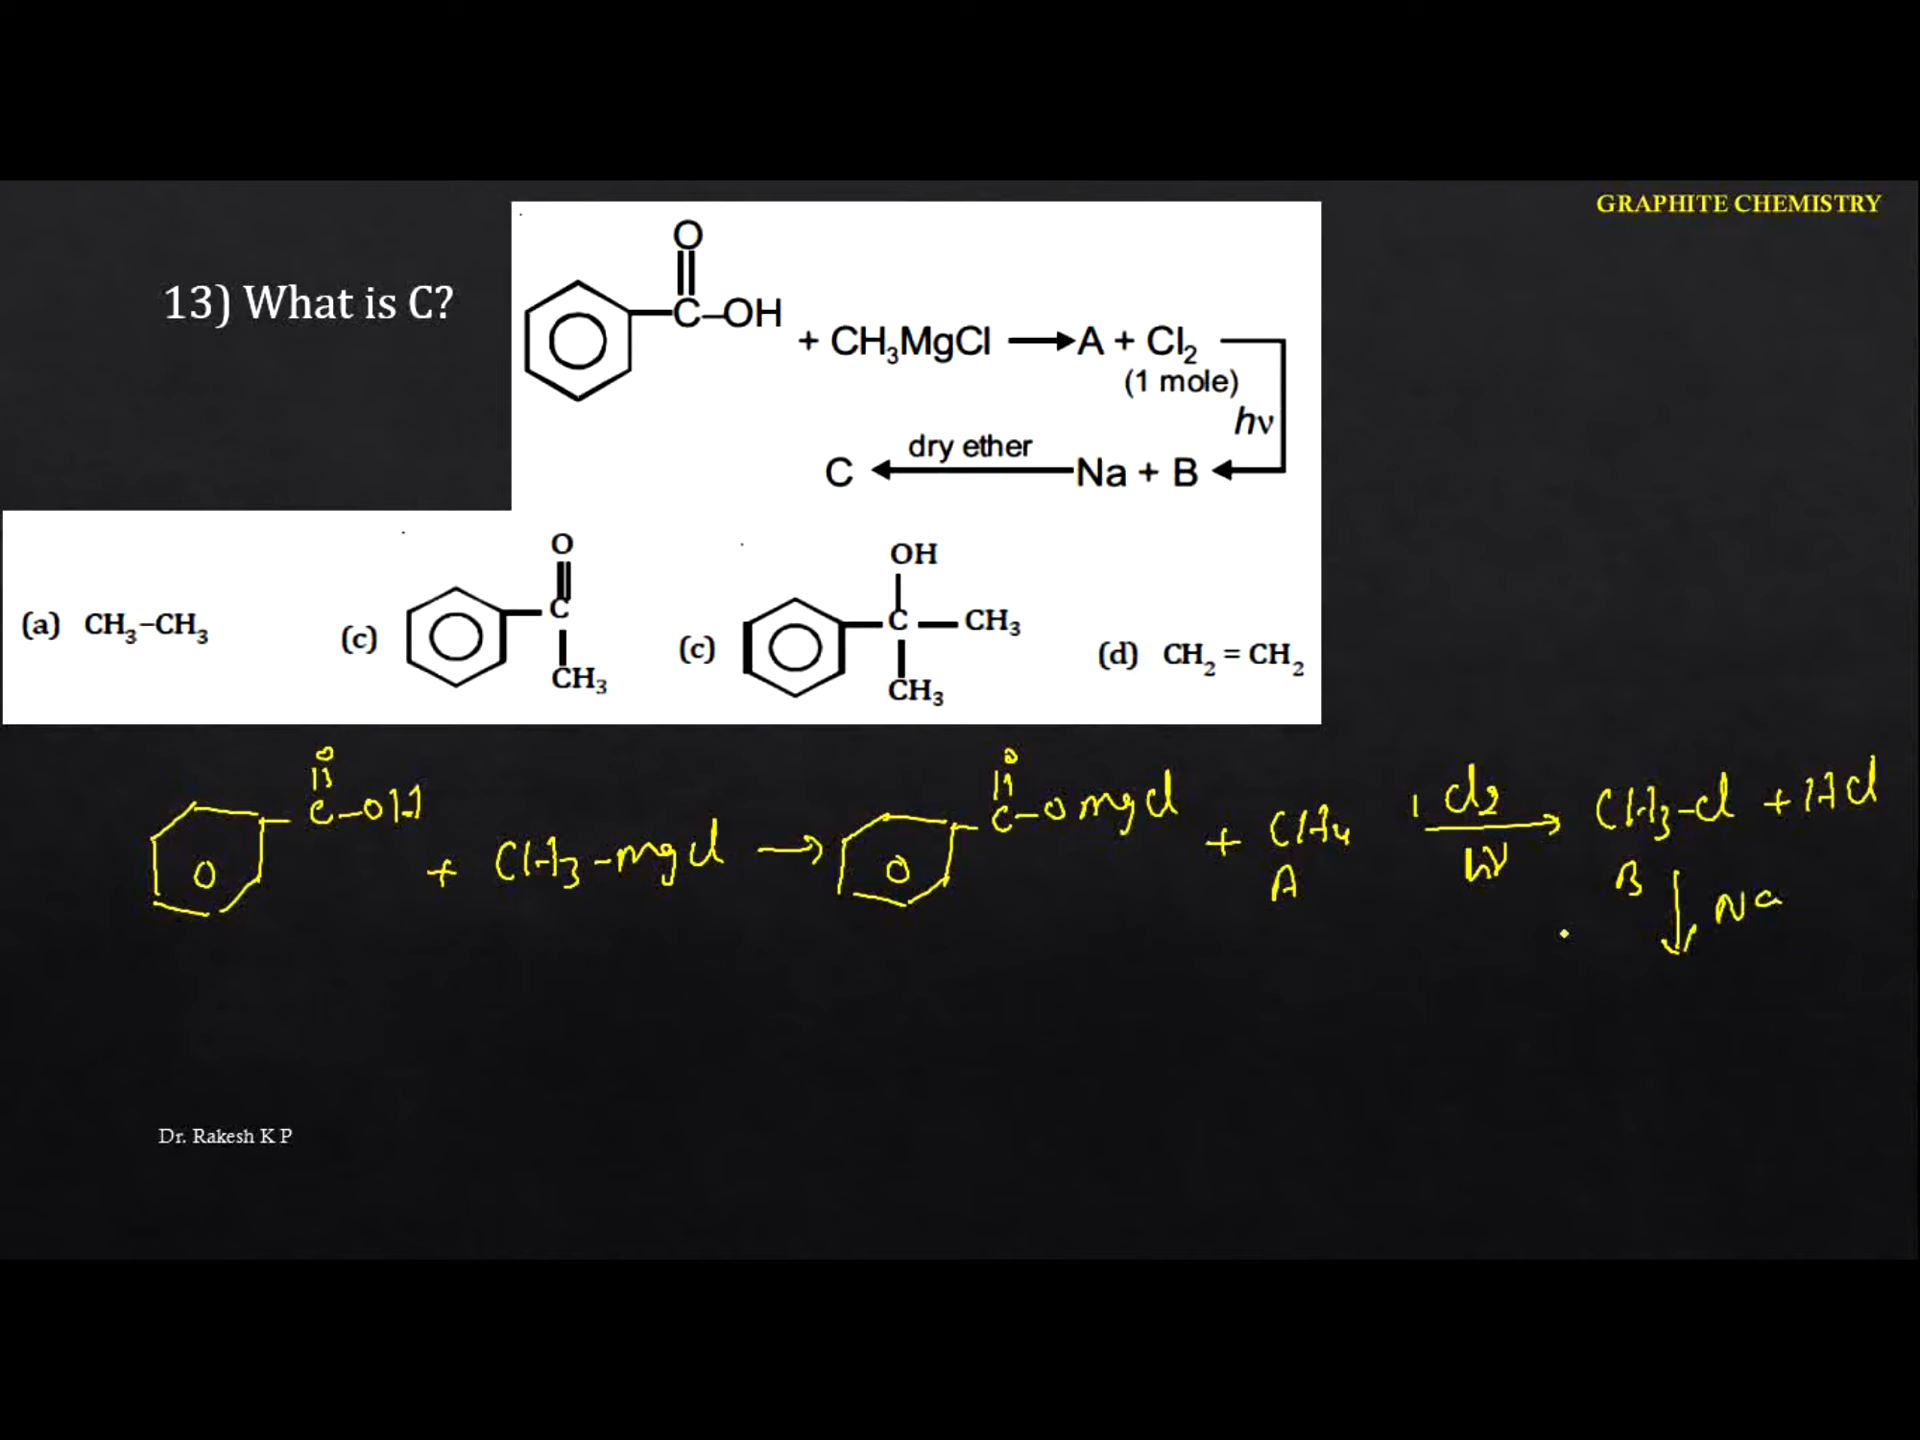 GRAPHITE CHEMISTRY
13) What is C?
O
C–OH
+ CH₃MgCl ⟶ A + Cl₂
(1 mole)
hν
dry ether
C ⟵ Na + B
(a) CH₃–CH₃
(c) O
C
CH₃
(c) OH
C — CH₃
CH₃
(d) CH₂ = CH₂
O
C–OH
O + CH₃–mgcl ⟶
O
C–Omgcl
O + CH₄
A
1 Cl₂
hν
CH₃–cl + Hcl
B
Na
Dr. Rakesh K P